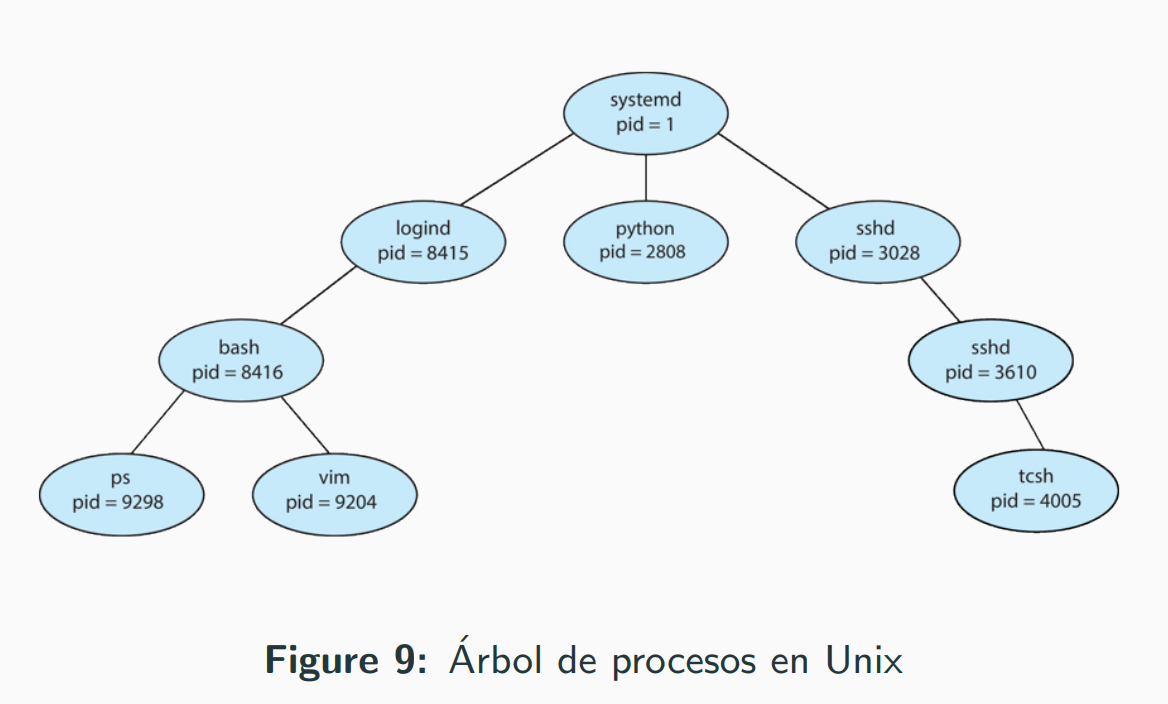 systemd
pid = 1
logind
pid = 8415
python
pid = 2808
sshd
pid = 3028
bash
pid = 8416
sshd
pid = 3610
ps
pid = 9298
vim
pid = 9204
tcsh
pid = 4005
Figure 9: Árbol de procesos en Unix